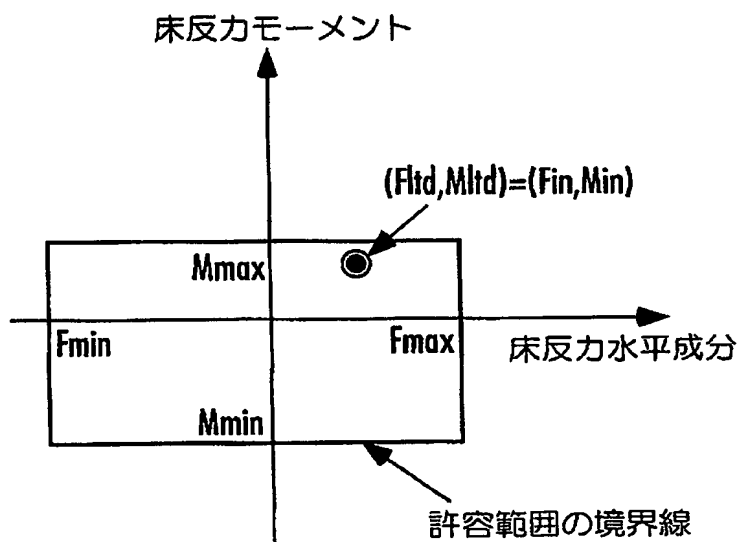 床反力モーメント
(Fltd,Mltd)=(Fin,Min)
Mmax
Fmin
Fmax
床反力水平成分
Mmin
許容範囲の境界線